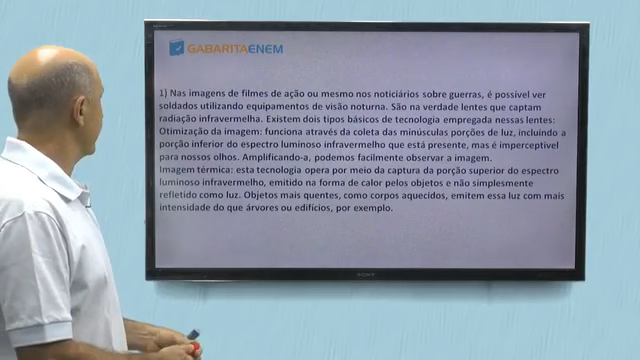 GABARITAENEM
1) Nas imagens de filmes de ação ou mesmo nos noticiários sobre guerras, é possível ver
soldados utilizando equipamentos de visão noturna. São na verdade lentes que captam
radiação infravermelha. Existem dois tipos básicos de tecnologia empregada nessas lentes:
Otimização da imagem: funciona através da coleta das minúsculas porções de luz, incluindo a
porção inferior do espectro luminoso infravermelho que está presente, mas é imperceptível
para nossos olhos. Amplificando-a, podemos facilmente observar a imagem.
Imagem térmica: esta tecnologia opera por meio da captura da porção superior do espectro
luminoso infravermelho, emitido na forma de calor pelos objetos e não simplesmente
refletido como luz. Objetos mais quentes, como corpos aquecidos, emitem essa luz com mais
intensidade do que árvores ou edifícios, por exemplo.
SONY